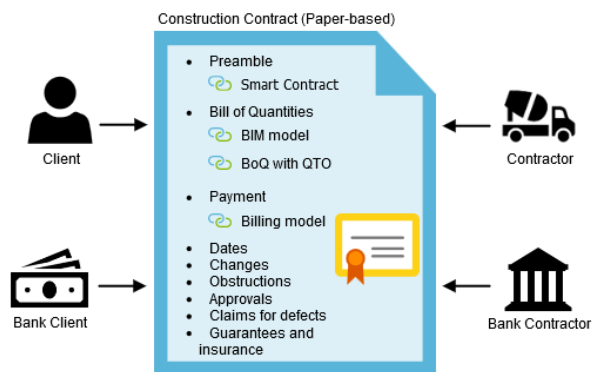 Construction Contract (Paper-based)
• Preamble
Smart Contract
• Bill of Quantities
BIM model
BoQ with QTO
• Payment
Billing model
• Dates
• Changes
• Obstructions
• Approvals
• Claims for defects
• Guarantees and
insurance
Client
Contractor
Bank Client
Bank Contractor